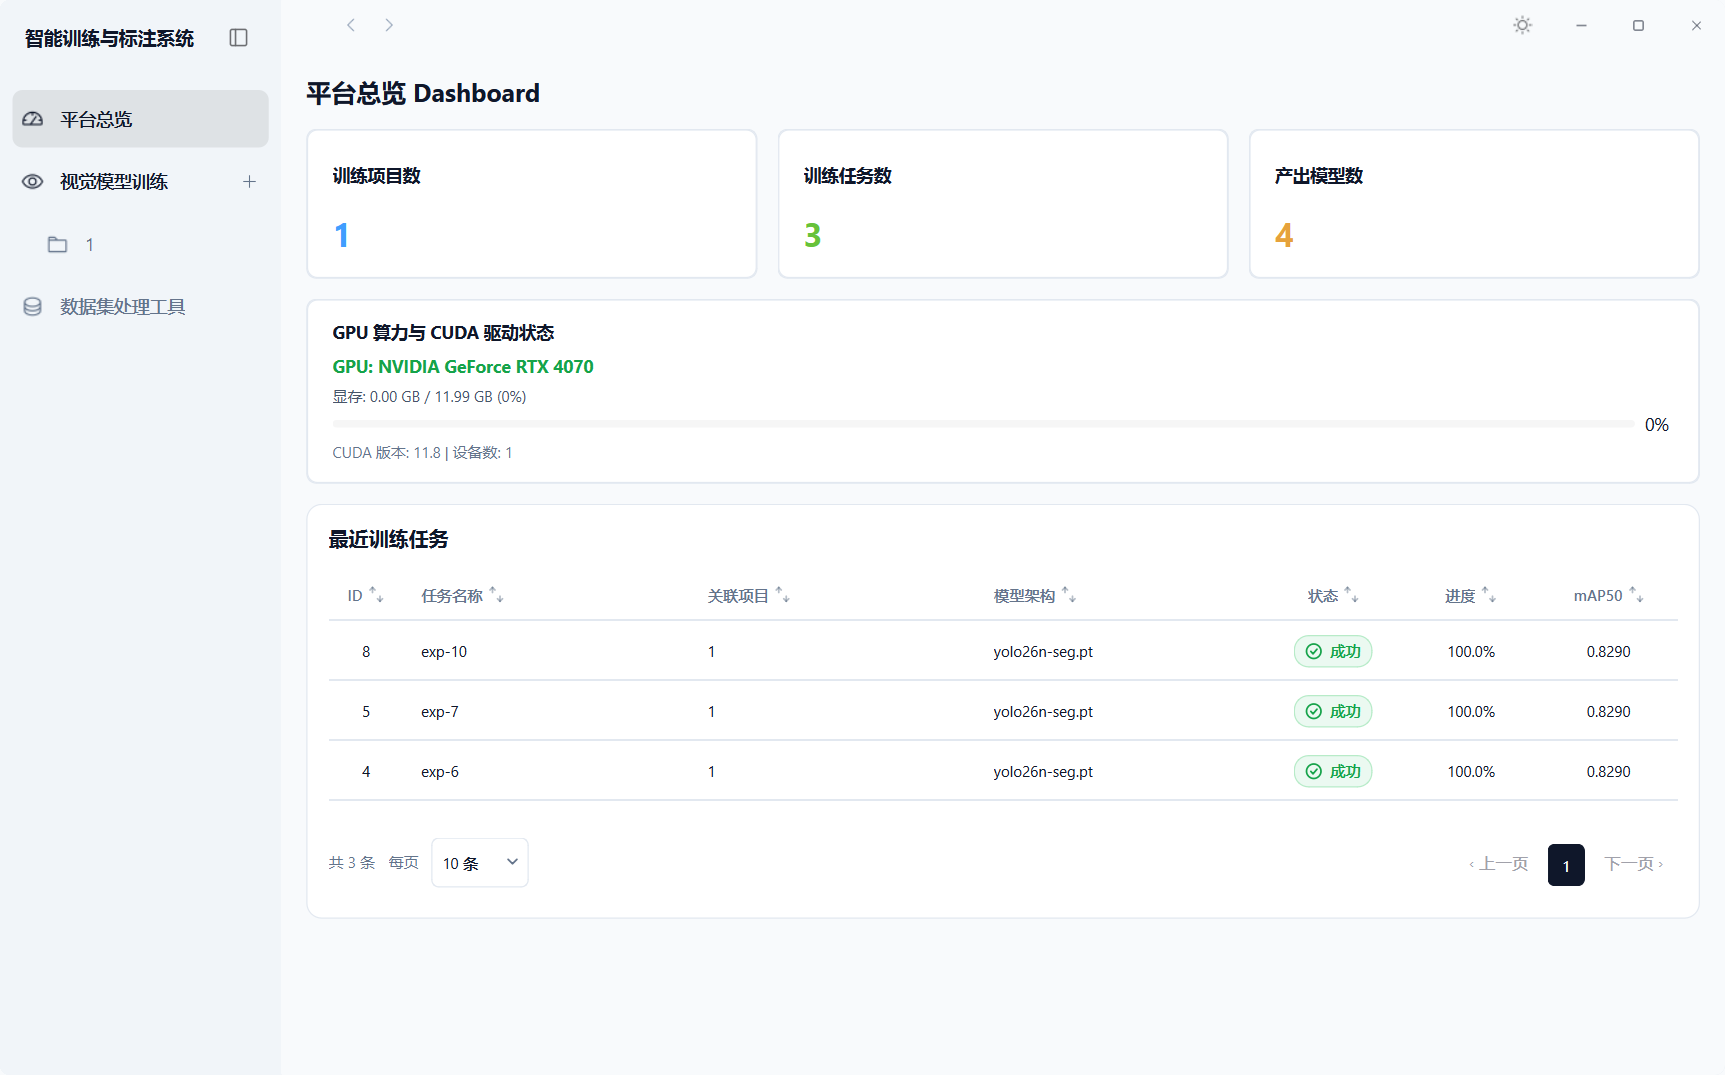 智能训练与标注系统
平台总览
视觉模型训练
1
数据集处理工具
平台总览 Dashboard
训练项目数
1
训练任务数
3
产出模型数
4
GPU 算力与 CUDA 驱动状态
GPU: NVIDIA GeForce RTX 4070
显存: 0.00 GB / 11.99 GB (0%)
0%
CUDA 版本: 11.8 | 设备数: 1
最近训练任务
ID 任务名称 关联项目 模型架构 状态 进度 mAP50
8 exp-10 1 yolo26n-seg.pt 成功 100.0% 0.8290
5 exp-7 1 yolo26n-seg.pt 成功 100.0% 0.8290
4 exp-6 1 yolo26n-seg.pt 成功 100.0% 0.8290
共 3 条 每页 10 条 ‹ 上一页 1 下一页 ›